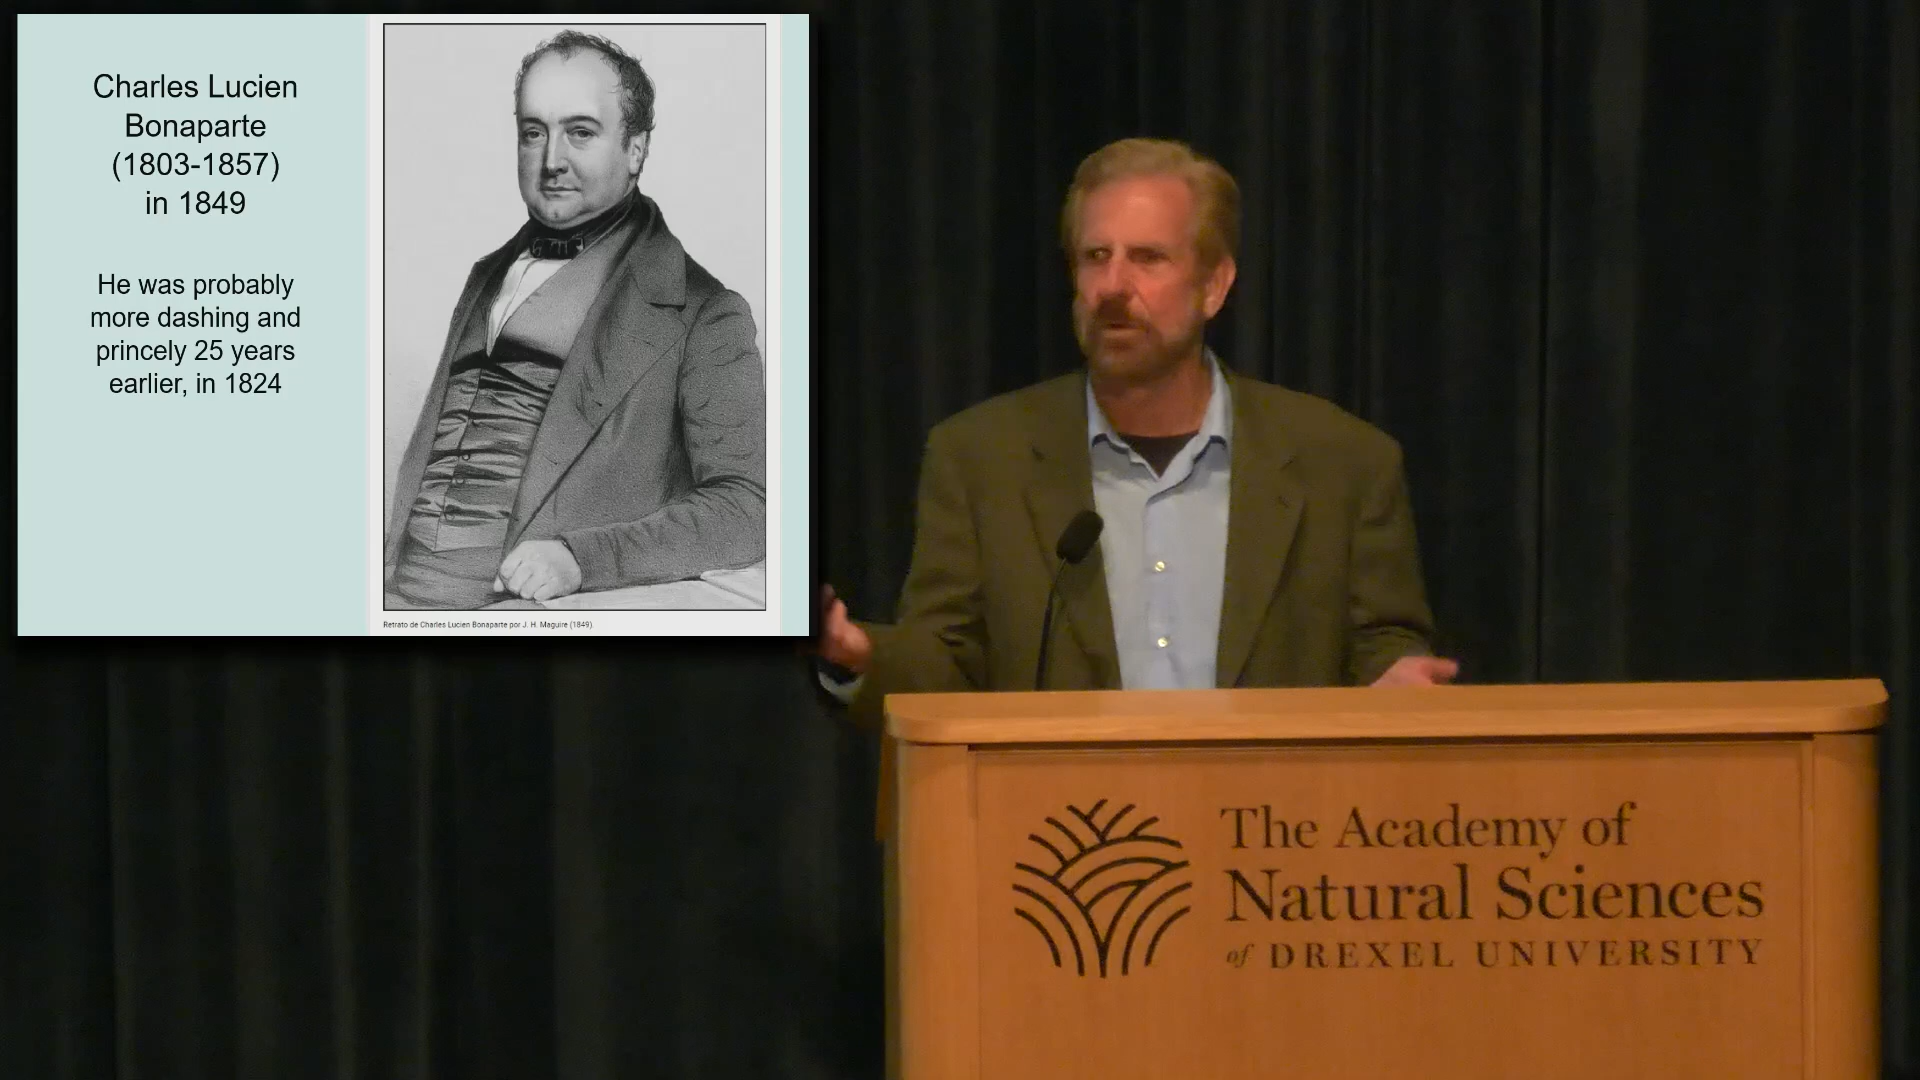 Charles Lucien
Bonaparte
(1803-1857)
in 1849
He was probably
more dashing and
princely 25 years
earlier, in 1824
Retrato de Charles Lucien Bonaparte por J. H. Maguire (1849).
The Academy of
Natural Sciences
of DREXEL UNIVERSITY